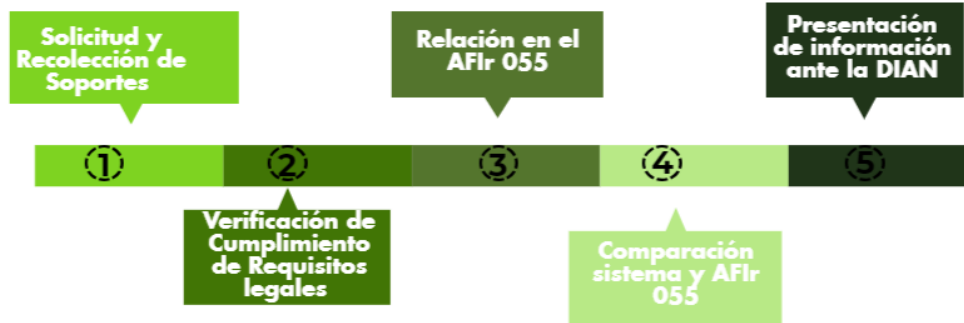 Solicitud y
Recolección de
Soportes
Relación en el
AFIr 055
Presentación
de información
ante la DIAN
1
2
3
4
5
Verificación de
Cumplimiento
de Requisitos
legales
Comparación
sistema y AFIr
055